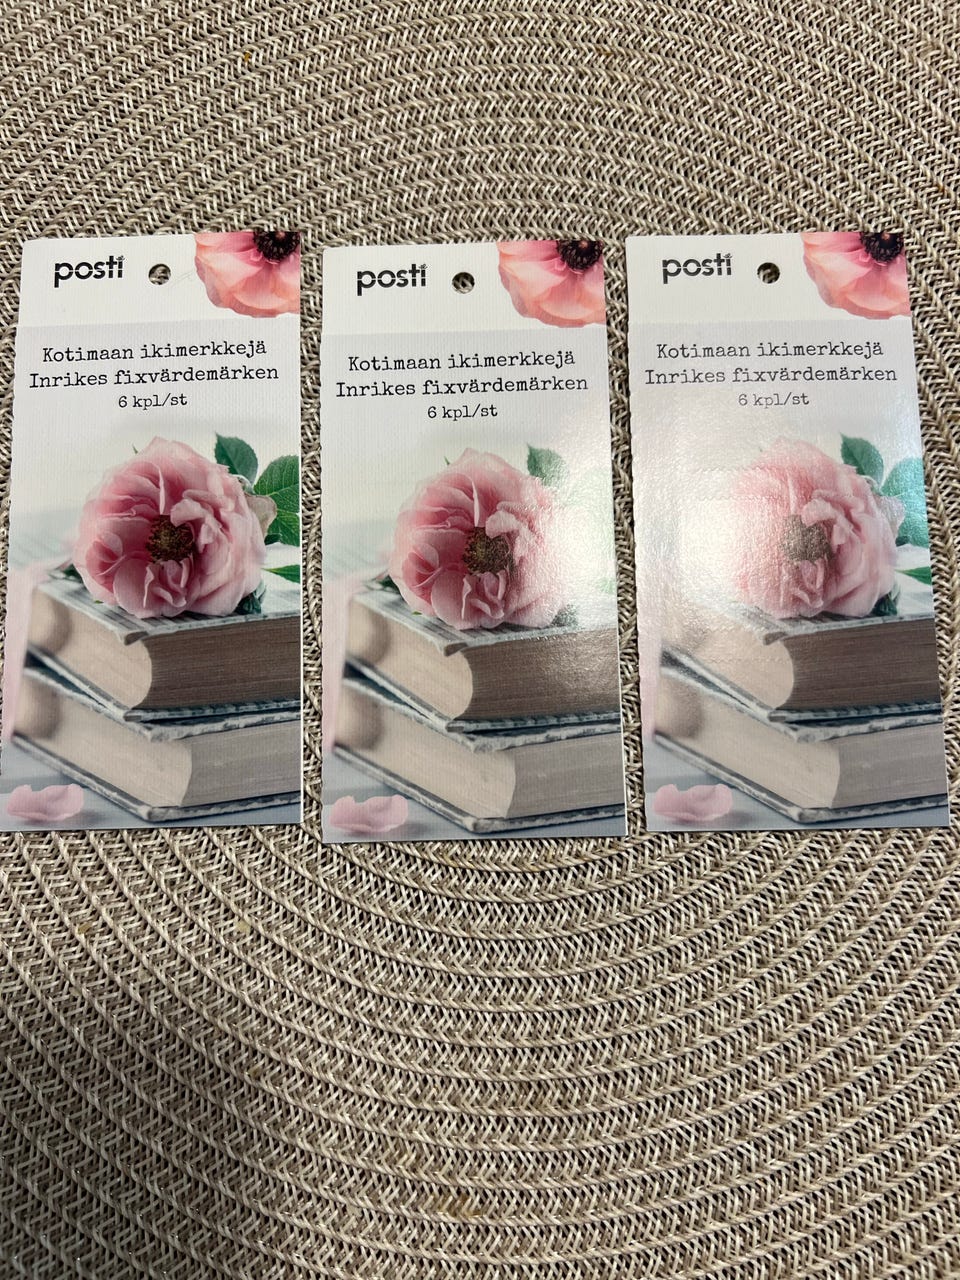 posti
Kotimaan ikimerkkejä
Inrikes fixvärdemärken
6 kpl/st
posti
Kotimaan ikimerkkejä
Inrikes fixvärdemärken
6 kpl/st
posti
Kotimaan ikimerkkejä
Inrikes fixvärdemärken
6 kpl/st